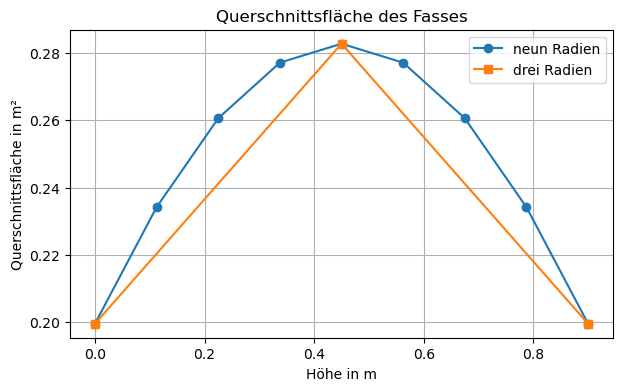 Querschnittsfläche des Fasses
neun Radien
drei Radien
Querschnittsfläche in m²
0.28
0.26
0.24
0.22
0.20
0.0
0.2
0.4
0.6
0.8
Höhe in m